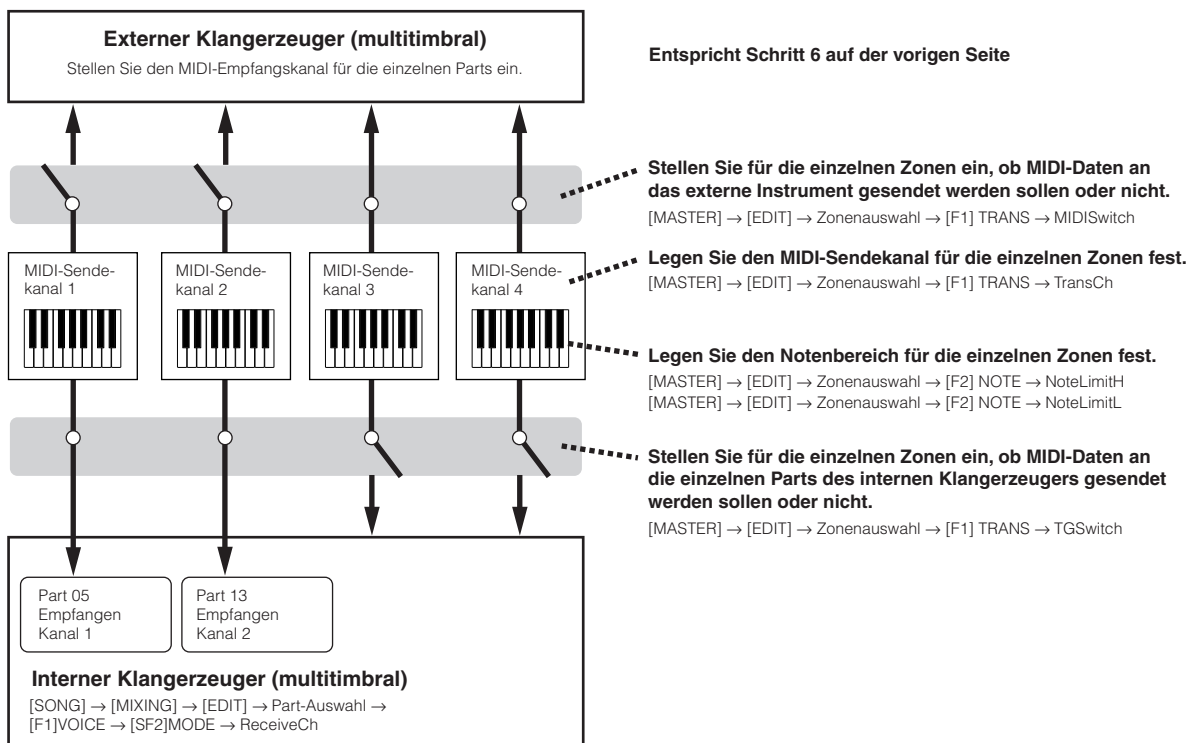 Externer Klangerzeuger (multitimbral)
Stellen Sie den MIDI-Empfangskanal für die einzelnen Parts ein.
Entspricht Schritt 6 auf der vorigen Seite
Stellen Sie für die einzelnen Zonen ein, ob MIDI-Daten an
das externe Instrument gesendet werden sollen oder nicht.
[MASTER] → [EDIT] → Zonenauswahl → [F1] TRANS → MIDISwitch
MIDI-Sende-
kanal 1
MIDI-Sende-
kanal 2
MIDI-Sende-
kanal 3
MIDI-Sende-
kanal 4
Legen Sie den MIDI-Sendekanal für die einzelnen Zonen fest.
[MASTER] → [EDIT] → Zonenauswahl → [F1] TRANS → TransCh
Legen Sie den Notenbereich für die einzelnen Zonen fest.
[MASTER] → [EDIT] → Zonenauswahl → [F2] NOTE → NoteLimitH
[MASTER] → [EDIT] → Zonenauswahl → [F2] NOTE → NoteLimitL
Stellen Sie für die einzelnen Zonen ein, ob MIDI-Daten an
die einzelnen Parts des internen Klangerzeugers gesendet
werden sollen oder nicht.
[MASTER] → [EDIT] → Zonenauswahl → [F1] TRANS → TGSwitch
Part 05
Empfangen
Kanal 1
Part 13
Empfangen
Kanal 2
Interner Klangerzeuger (multitimbral)
[SONG] → [MIXING] → [EDIT] → Part-Auswahl →
[F1]VOICE → [SF2]MODE → ReceiveCh